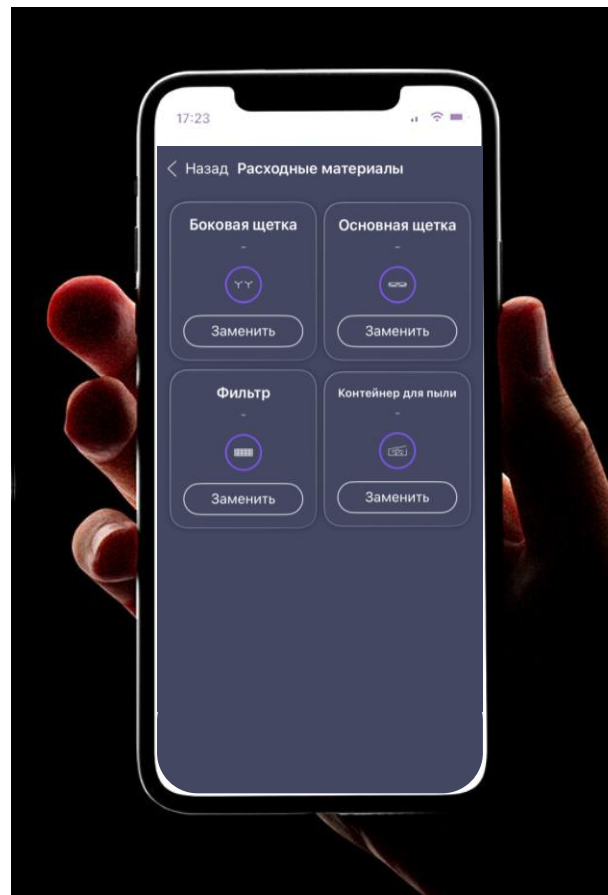 17:23
Назад Расходные материалы
Боковая щетка
-
Заменить
Основная щетка
-
Заменить
Фильтр
-
Заменить
Контейнер для пыли
-
Заменить